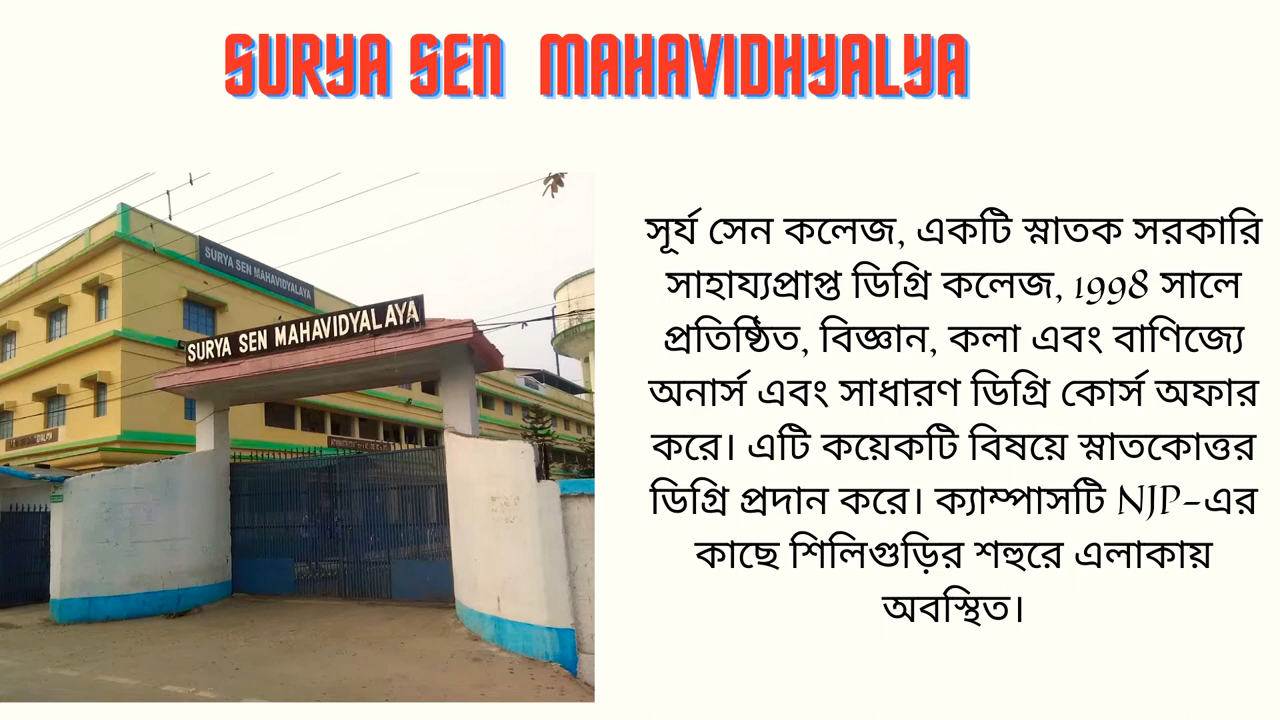 SURYA SEN MAHAVIDHYALYA
SURYA SEN MAHAVIDYALAYA
SURYA SEN MAHAVIDYALAYA
সূর্য সেন কলেজ, একটি স্নাতক সরকারি
সাহায্যপ্রাপ্ত ডিগ্রি কলেজ, 1998 সালে
প্রতিষ্ঠিত, বিজ্ঞান, কলা এবং বাণিজ্যে
অনার্স এবং সাধারণ ডিগ্রি কোর্স অফার
করে। এটি কয়েকটি বিষয়ে স্নাতকোত্তর
ডিগ্রি প্রদান করে। ক্যাম্পাসটি NJP-এর
কাছে শিলিগুড়ির শহুরে এলাকায়
অবস্থিত।